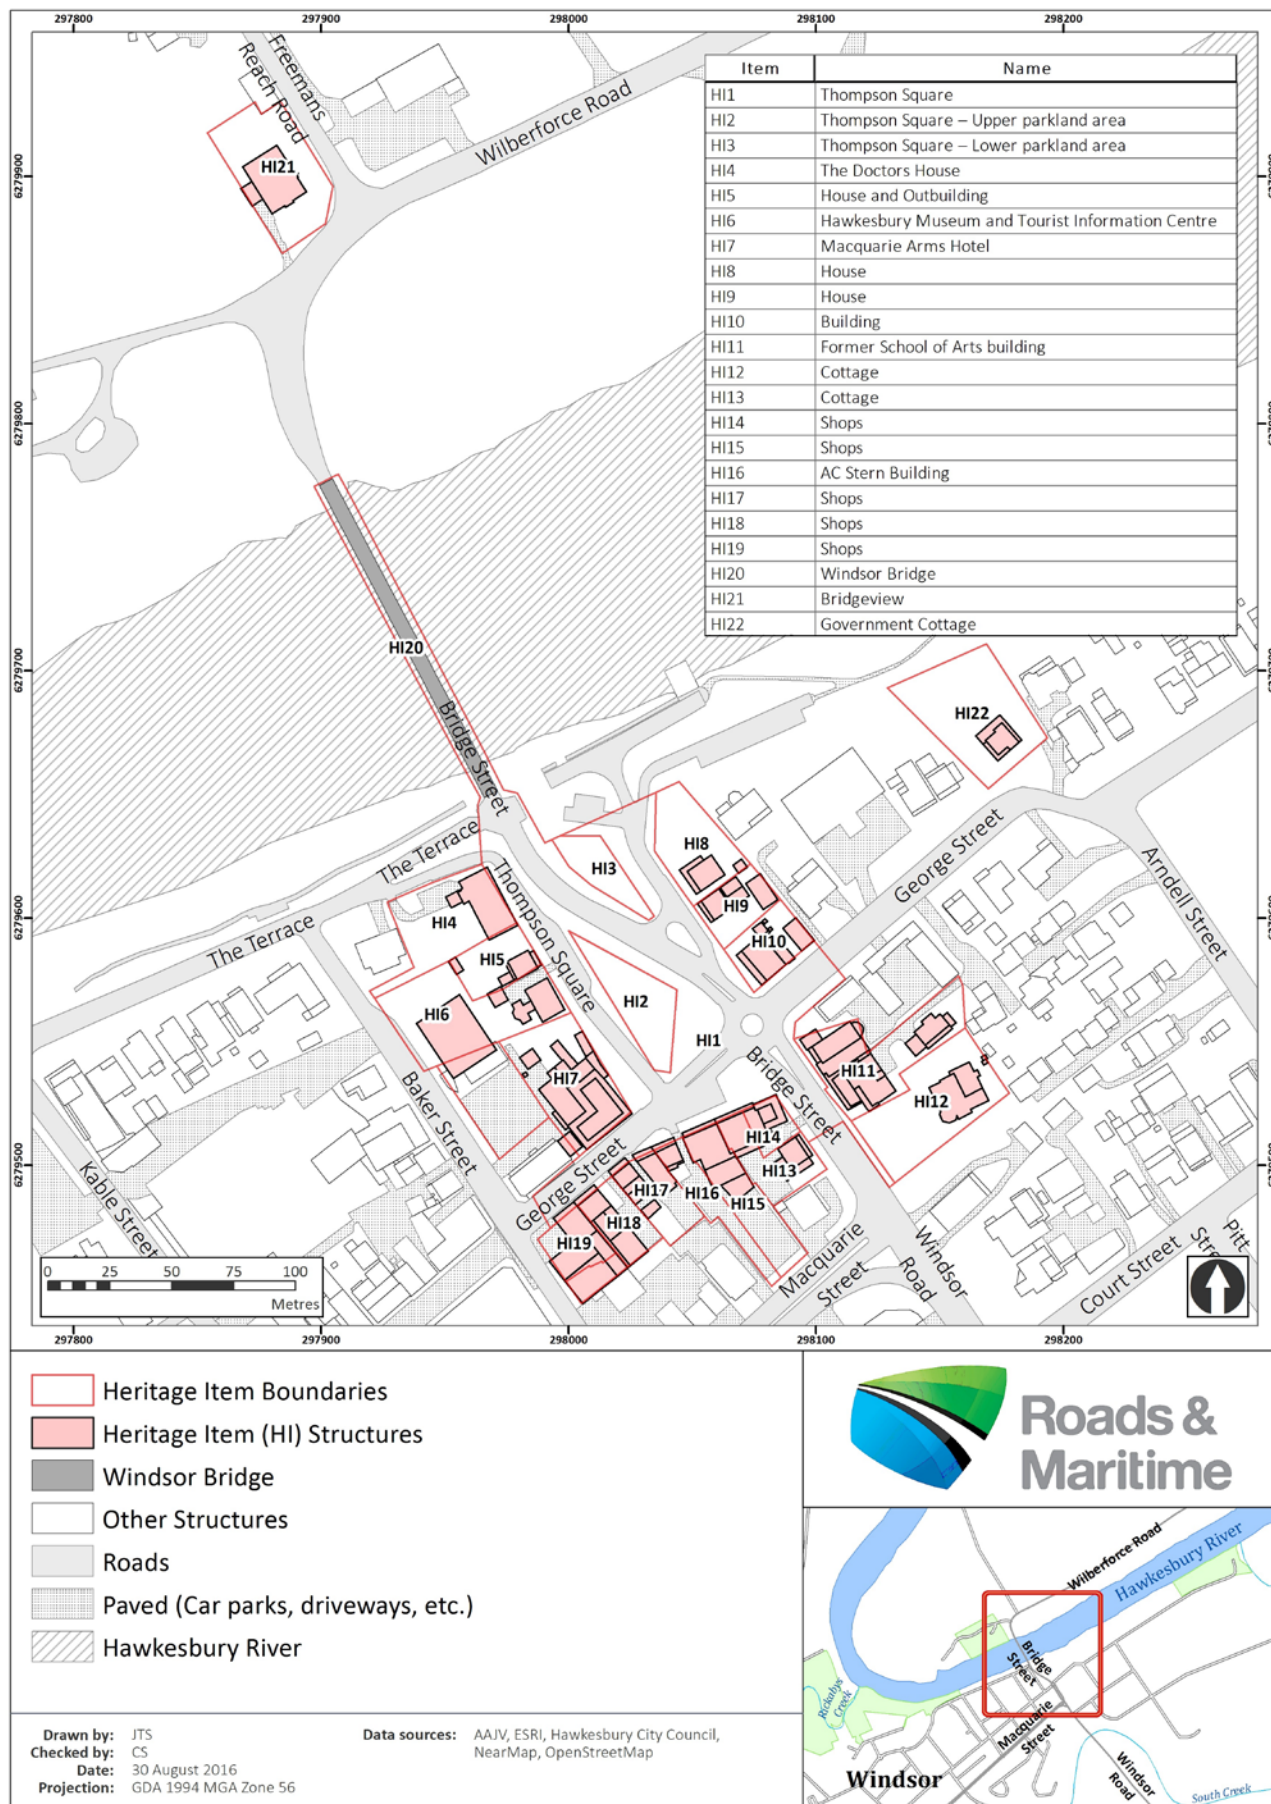 297800 297900 298000 298100 298200
Item Name
HI1 Thompson Square
HI2 Thompson Square – Upper parkland area
HI3 Thompson Square – Lower parkland area
HI4 The Doctors House
HI5 House and Outbuilding
HI6 Hawkesbury Museum and Tourist Information Centre
HI7 Macquarie Arms Hotel
HI8 House
HI9 House
HI10 Building
HI11 Former School of Arts building
HI12 Cottage
HI13 Cottage
HI14 Shops
HI15 Shops
HI16 AC Stern Building
HI17 Shops
HI18 Shops
HI19 Shops
HI20 Windsor Bridge
HI21 Bridgeview
HI22 Government Cottage
Freemans
Reach Road
Wilberforce Road
HI21
6279900
6279800
6279700
6279600
6279500
HI20
Bridge Street
HI22
The Terrace
The Terrace
Thompson Square
HI3
HI8
HI9
HI10
George Street
Arndell Street
HI4
HI5
HI6
HI2
HI1
HI7
Bridge Street
HI11
HI12
Baker Street
Kable Street
George Street
HI14
HI13
HI17
HI16
HI15
HI18
HI19
Macquarie
Street
Windsor
Road
Court Street
Pitt
0 25 50 75 100
Metres
297800 297900 298000 298100 298200
Heritage Item Boundaries
Heritage Item (HI) Structures
Windsor Bridge
Other Structures
Roads
Paved (Car parks, driveways, etc.)
Hawkesbury River
Roads &
Maritime
Wilberforce Road
Hawkesbury River
Bridge
Street
Rickabys
Creek
Macquarie
Street
Windsor
Windsor
Road
South Creek
Drawn by: JTS
Checked by: CS
Date: 30 August 2016
Projection: GDA 1994 MGA Zone 56
Data sources: AAJV, ESRI, Hawkesbury City Council,
NearMap, OpenStreetMap